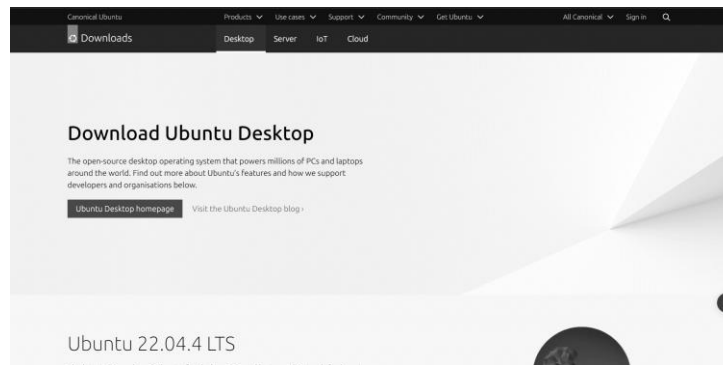 Canonical Ubuntu Products Use cases Support Community Get Ubuntu All Canonical Sign in
Downloads Desktop Server IoT Cloud
Download Ubuntu Desktop
The open-source desktop operating system that powers millions of PCs and laptops
around the world. Find out more about Ubuntu's features and how we support
developers and organisations below.
Ubuntu Desktop homepage Visit the Ubuntu Desktop blog ›
Ubuntu 22.04.4 LTS